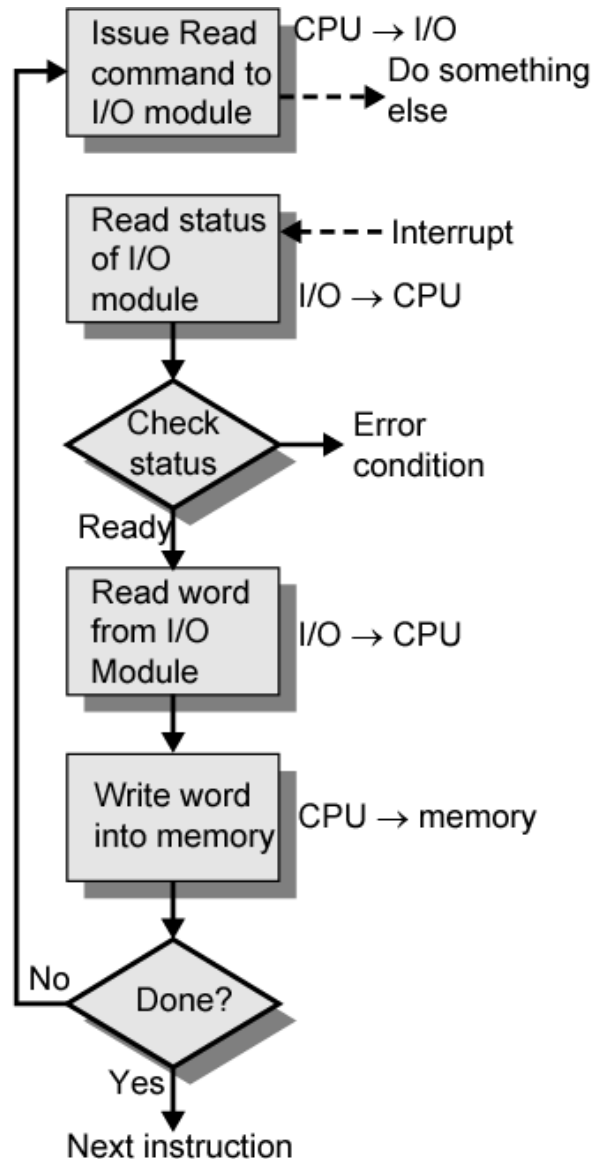 Issue Read
command to
I/O module
CPU → I/O
Do something
else
Read status
of I/O
module
Interrupt
I/O → CPU
Check
status
Error
condition
Ready
Read word
from I/O
Module
I/O → CPU
Write word
into memory
CPU → memory
No
Done?
Yes
Next instruction